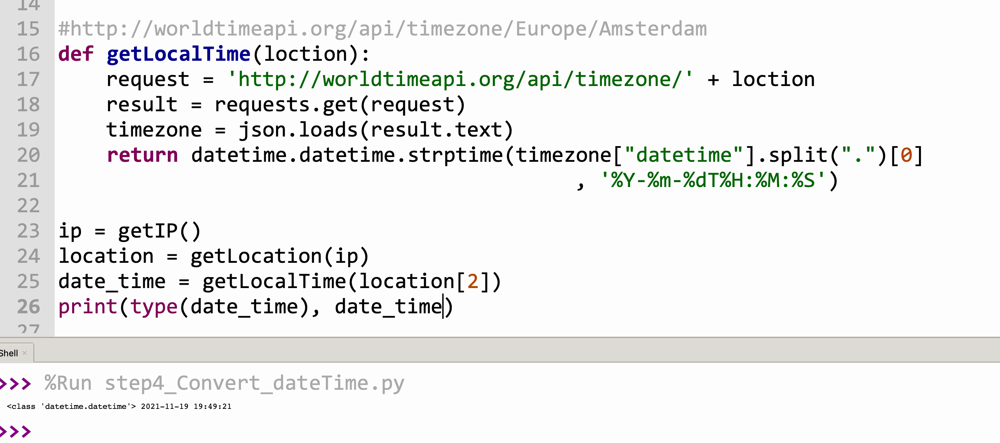 14
15 #http://worldtimeapi.org/api/timezone/Europe/Amsterdam
16 def getLocalTime(loction):
17     request = 'http://worldtimeapi.org/api/timezone/' + loction
18     result = requests.get(request)
19     timezone = json.loads(result.text)
20     return datetime.datetime.strptime(timezone["datetime"].split(".")[0]
21                                            , '%Y-%m-%dT%H:%M:%S')
22
23 ip = getIP()
24 location = getLocation(ip)
25 date_time = getLocalTime(location[2])
26 print(type(date_time), date_time)
27
Shell ×
>>> %Run step4_Convert_dateTime.py
<class 'datetime.datetime'> 2021-11-19 19:49:21
>>>